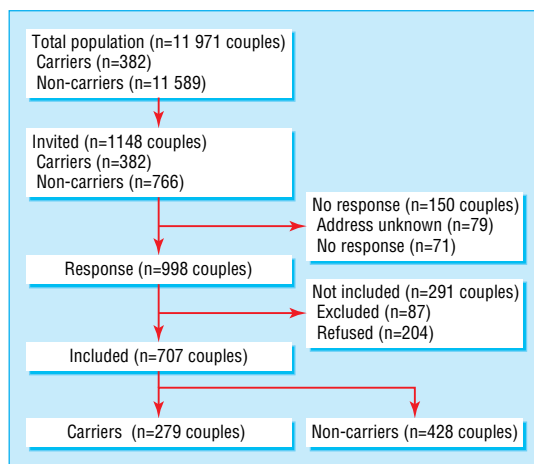 Total population (n=11 971 couples)
Carriers (n=382)
Non-carriers (n=11 589)
Invited (n=1148 couples)
Carriers (n=382)
Non-carriers (n=766)
No response (n=150 couples)
Address unknown (n=79)
No response (n=71)
Response (n=998 couples)
Not included (n=291 couples)
Excluded (n=87)
Refused (n=204)
Included (n=707 couples)
Carriers (n=279 couples)
Non-carriers (n=428 couples)